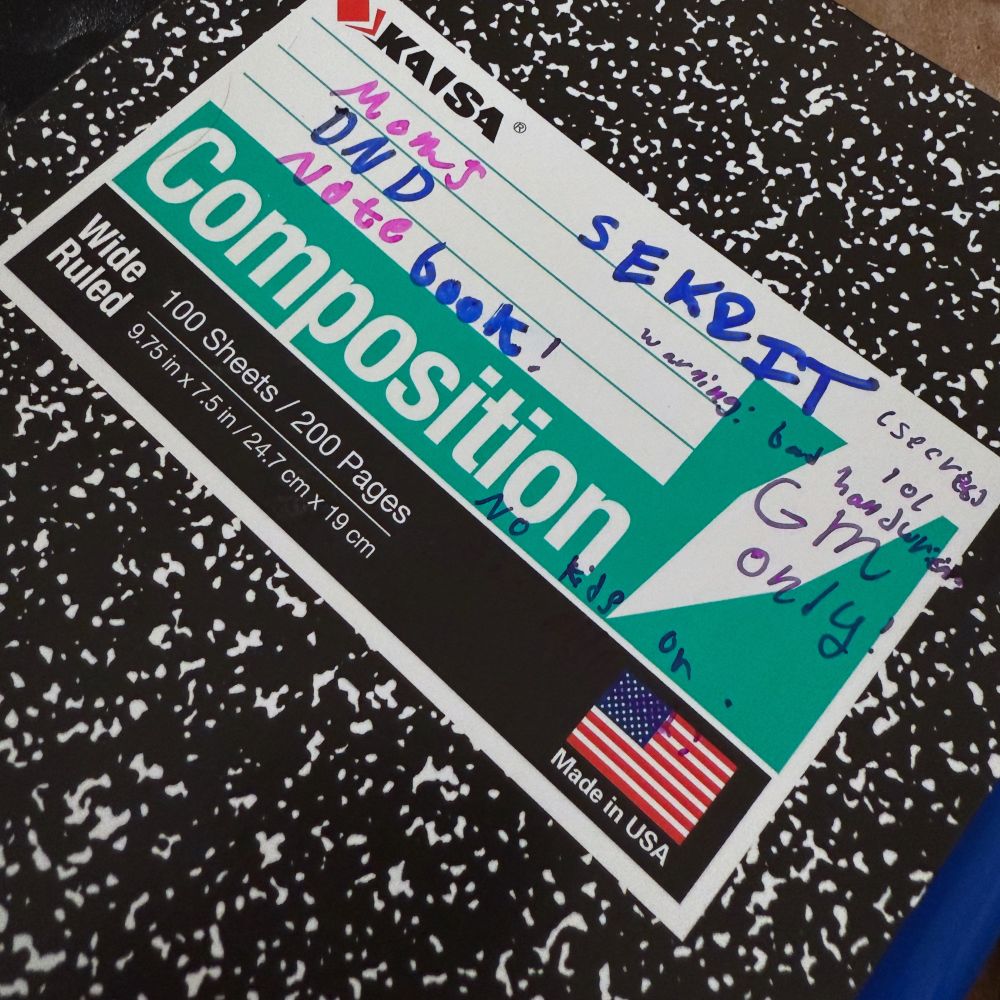 KAISA®
Moms
DND
Note book!
SEKRIT
(secret)
lol
warning: bad handwriting
GM
only!
Composition
No kids or
Wide
Ruled
100 Sheets / 200 Pages
9.75 in x 7.5 in / 24.7 cm x 19 cm
Made in USA